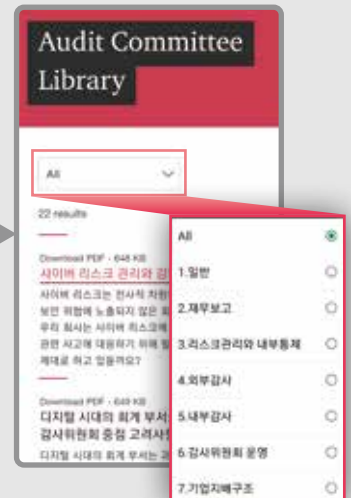 Audit Committee
Library
All
22 results
Download PDF - 648 KB
사이버 리스크 관리와 감
사이버 리스크는 전사적 차원
보안 위협에 노출되지 않은 회
우리 회사는 사이버 리스크에
관련 사고에 대응하기 위해 필
제대로 하고 있을까요?
Download PDF - 649 KB
디지털 시대의 회계 부서:
감사위원회 중점 고려사항
디지털 시대의 회계 부서는 과
All
1.일반
2.재무보고
3.리스크관리와 내부통제
4.외부감사
5.내부감사
6.감사위원회 운영
7.기업지배구조